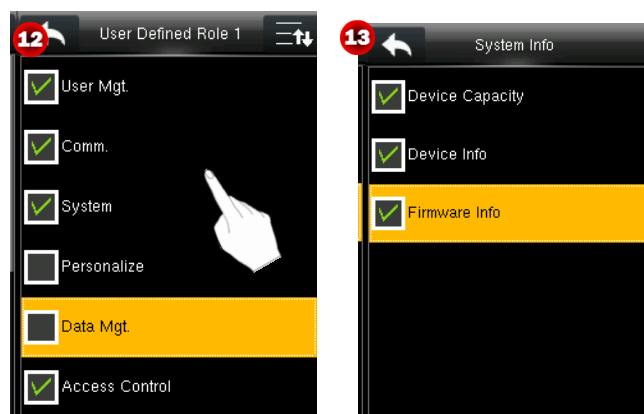 12
User Defined Role 1
User Mgt.
Comm.
System
Personalize
Data Mgt.
Access Control
13
System Info
Device Capacity
Device Info
Firmware Info